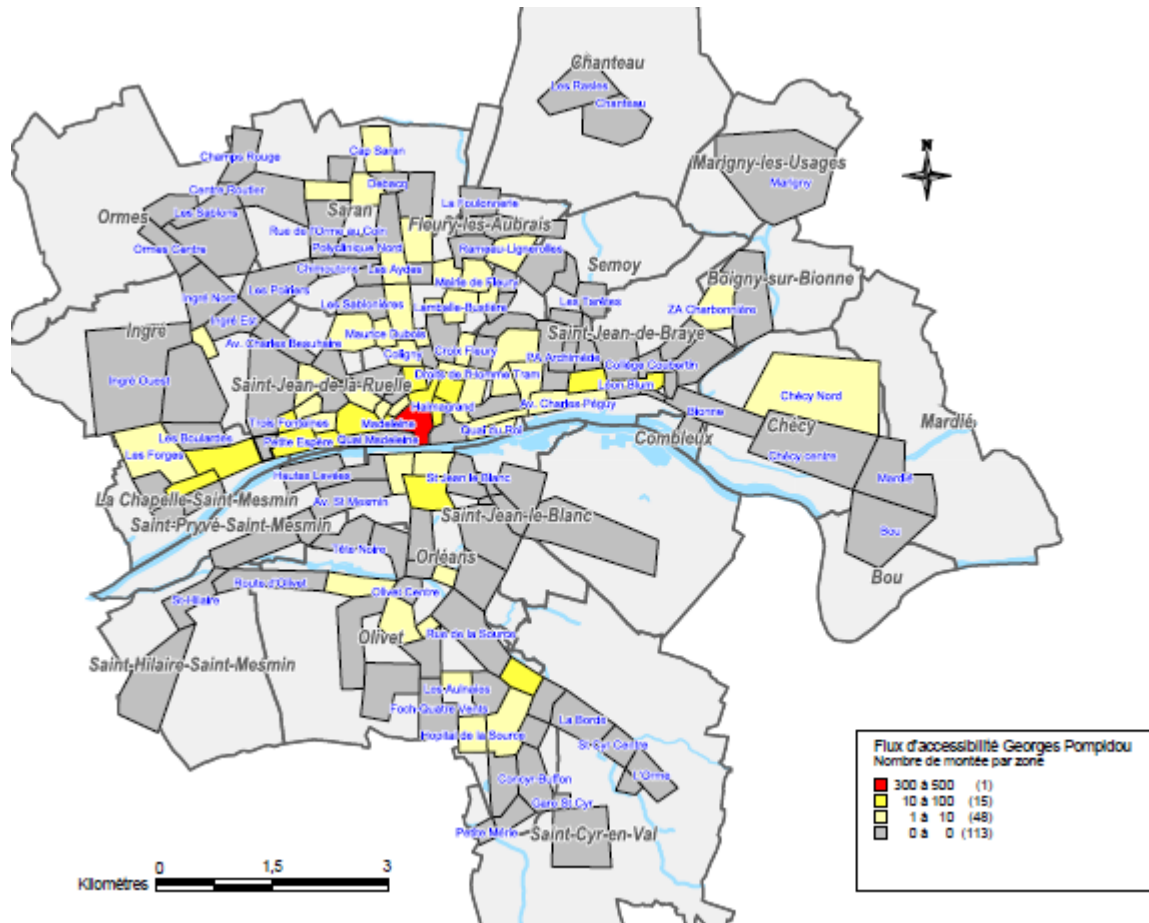 Chanteau
Les Rasles
Chanteau
Marigny-les-Usages
Marigny
N
Cap Saran
Champs Rouge
Debacq
Centre Routier
La Foulonnerie
Ormes
Les Sablons
Saran
Fleury-les-Aubrais
Rue de l'Orme au Coin
Ormes Centre
Polyclinique Nord
Rameau-Lignerolles
Semoy
Chimoutons
Les Aydes
Mairie de Fleury
Boigny-sur-Bionne
Les Poiriers
Ingré Nord
Les Sablonières
Lamballe-Bustière
Les Tarêtes
ZA Charbonnière
Ingré
Ingré Est
Maurice Dubois
Saint-Jean-de-Braye
Av. Charles Beauhaire
Coligny
Croix Fleury
PA Archimède
Collège Coubertin
Ingré Ouest
Saint-Jean-de-la-Ruelle
Droits de l'Homme Tram
Léon Blum
Chécy Nord
Halmagrand
Av. Charles-Péguy
Bionne
Mardié
Trois Fontaines
Madeleine
Quai du Roi
Chécy
Les Boulardes
Petite Espère
Quai Madeleine
Combleux
Les Forges
Chécy centre
Hautes Levées
St Jean le Blanc
Mardié
La Chapelle-Saint-Mesmin
Av. St Mesmin
Saint-Jean-le-Blanc
Saint-Pryvé-Saint-Mesmin
Bou
Tête Noire
Orléans
Bou
Route d'Olivet
Olivet Centre
St-Hilaire
Olivet
Rue de la Source
Saint-Hilaire-Saint-Mesmin
Les Aulnaies
Foch-Quatre Vents
La Borde
Hopital de la Source
St-Cyr Centre
L'Orme
Concyr-Buffon
Gare St Cyr
Petite Mérie
Saint-Cyr-en-Val
Flux d'accessibilité Georges Pompidou
Nombre de montée par zone
300 à 500 (1)
10 à 100 (15)
1 à 10 (48)
0 à 0 (113)
0 1,5 3
Kilomètres